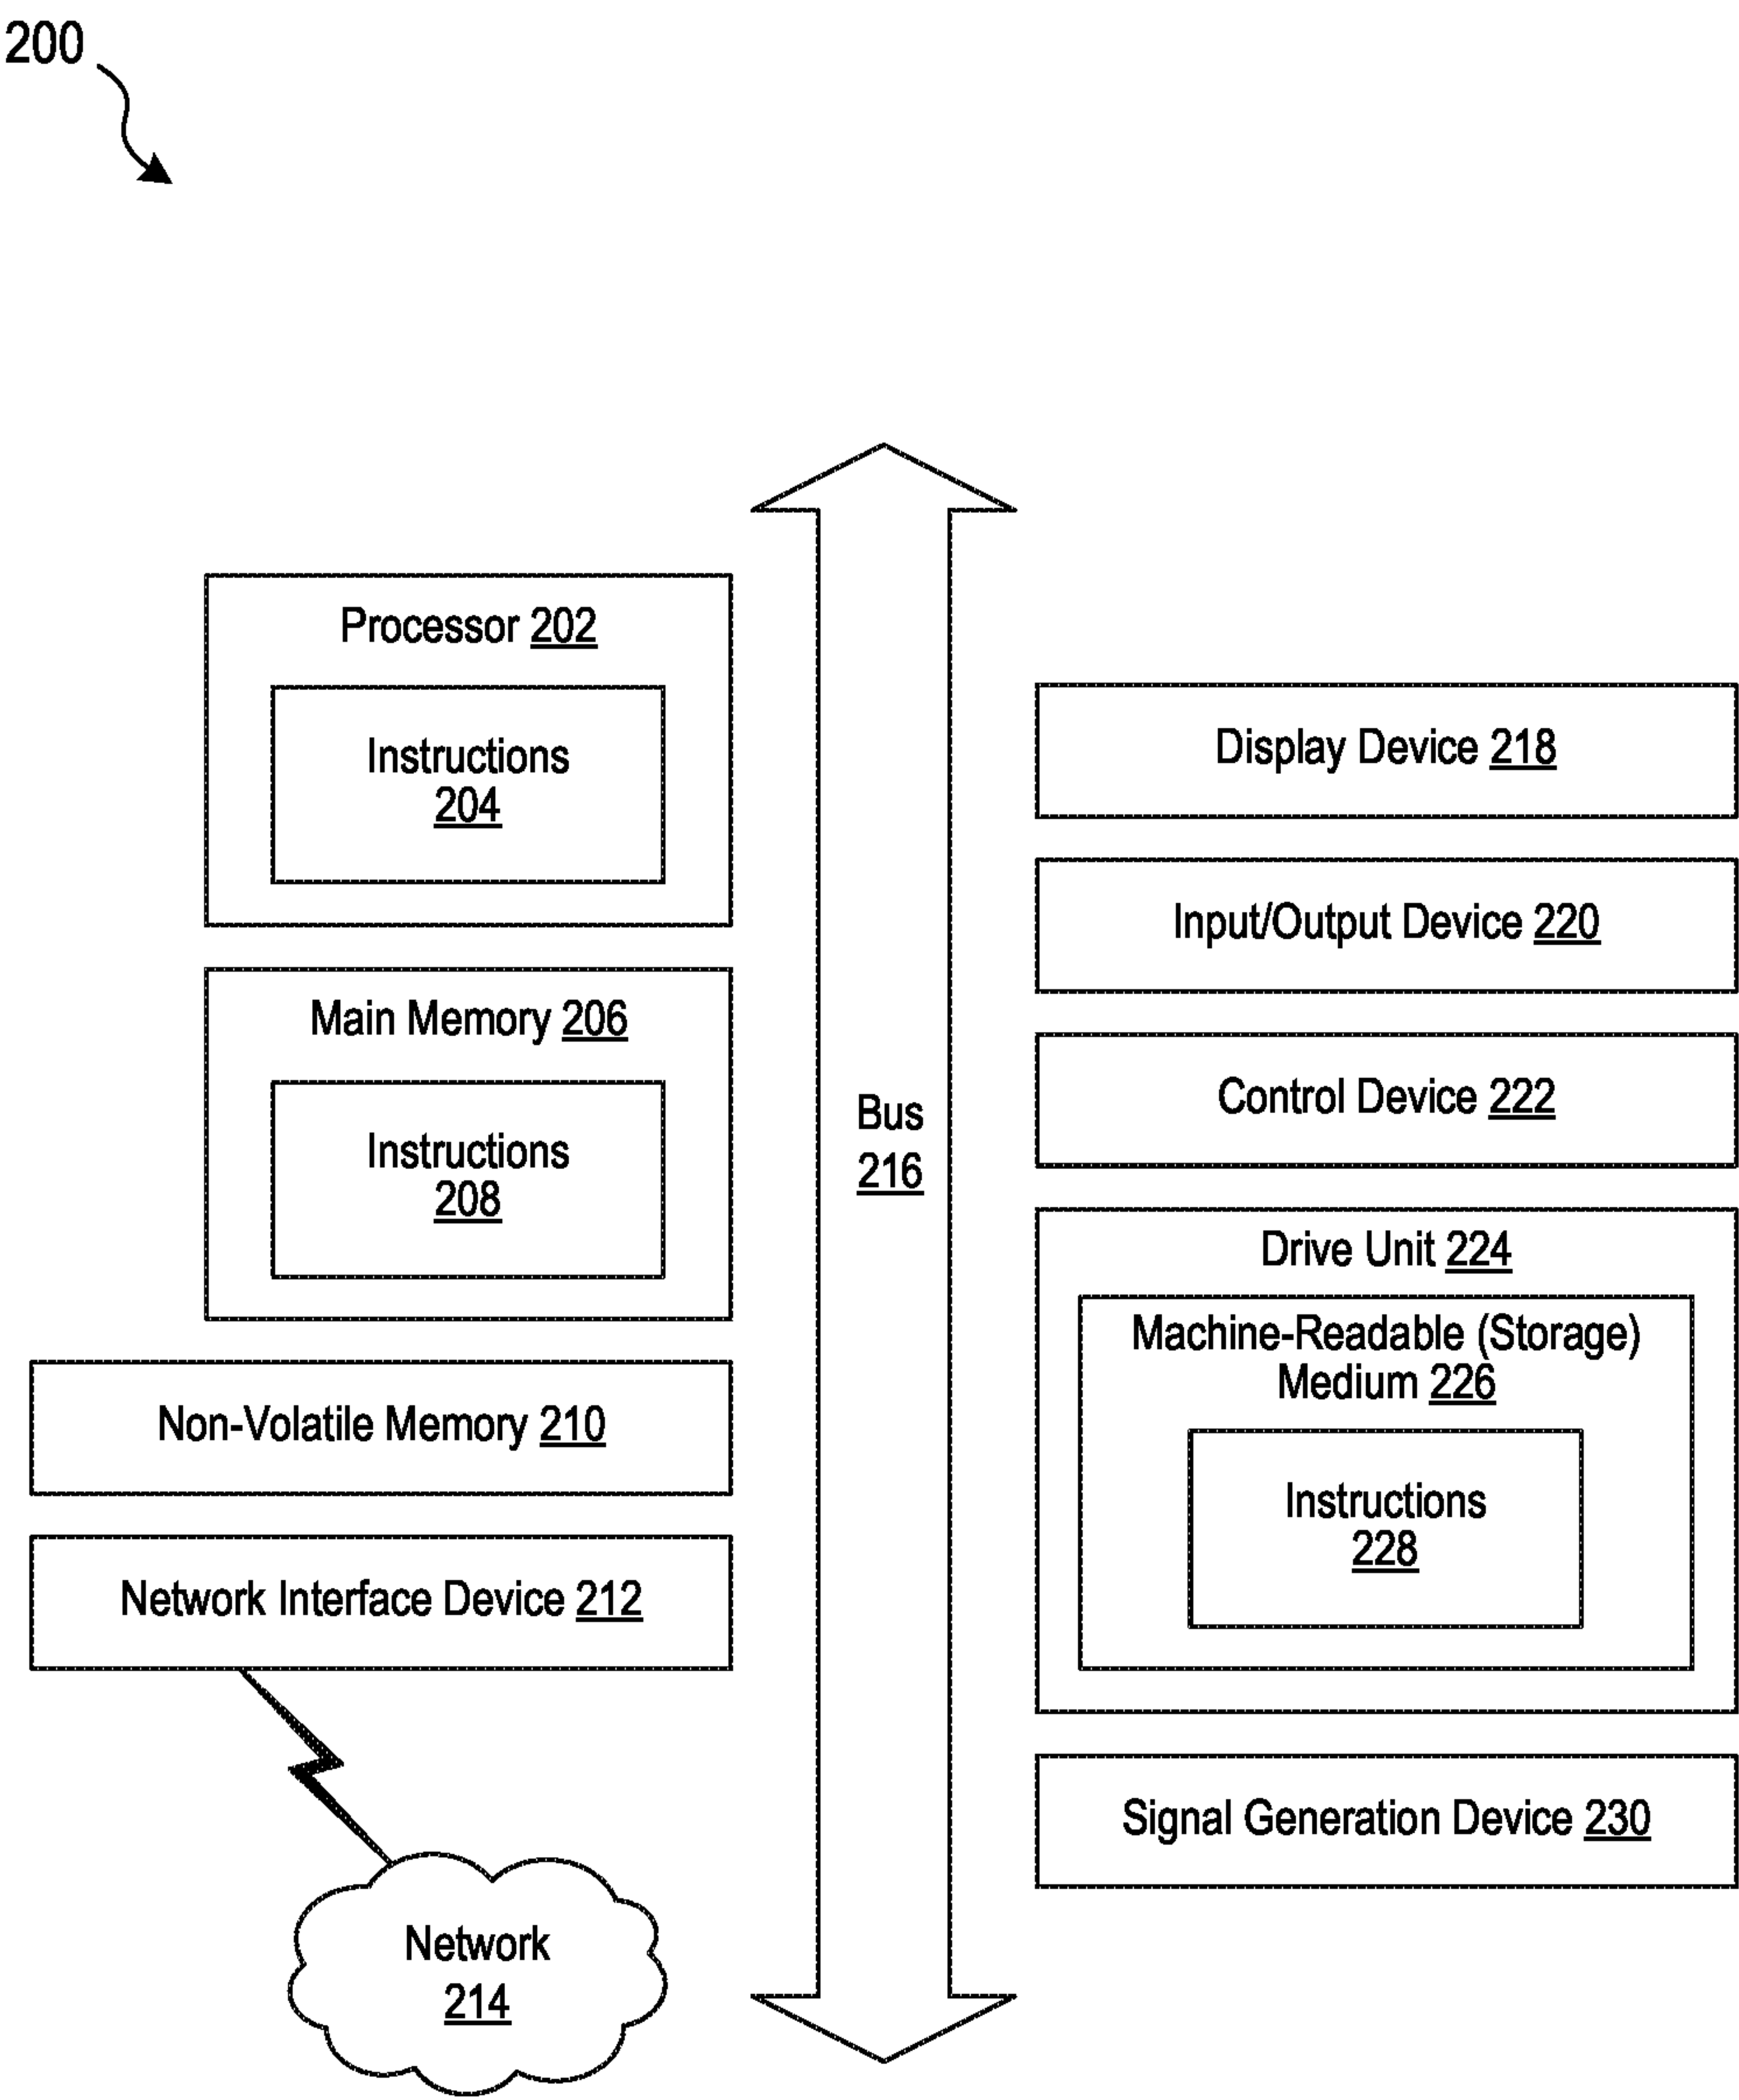 200
Processor 202
Instructions
204
Main Memory 206
Instructions
208
Non-Volatile Memory 210
Network Interface Device 212
Network
214
Bus
216
Display Device 218
Input/Output Device 220
Control Device 222
Drive Unit 224
Machine-Readable (Storage)
Medium 226
Instructions
228
Signal Generation Device 230